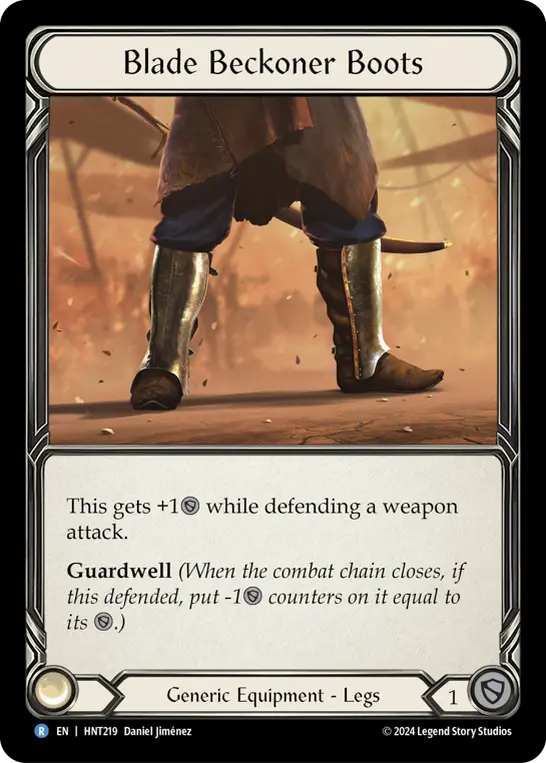 Blade Beckoner Boots
This gets +1 while defending a weapon
attack.
Guardwell (When the combat chain closes, if
this defended, put -1 counters on it equal to
its .)
Generic Equipment - Legs
1
R EN | HNT219 Daniel Jiménez
© 2024 Legend Story Studios